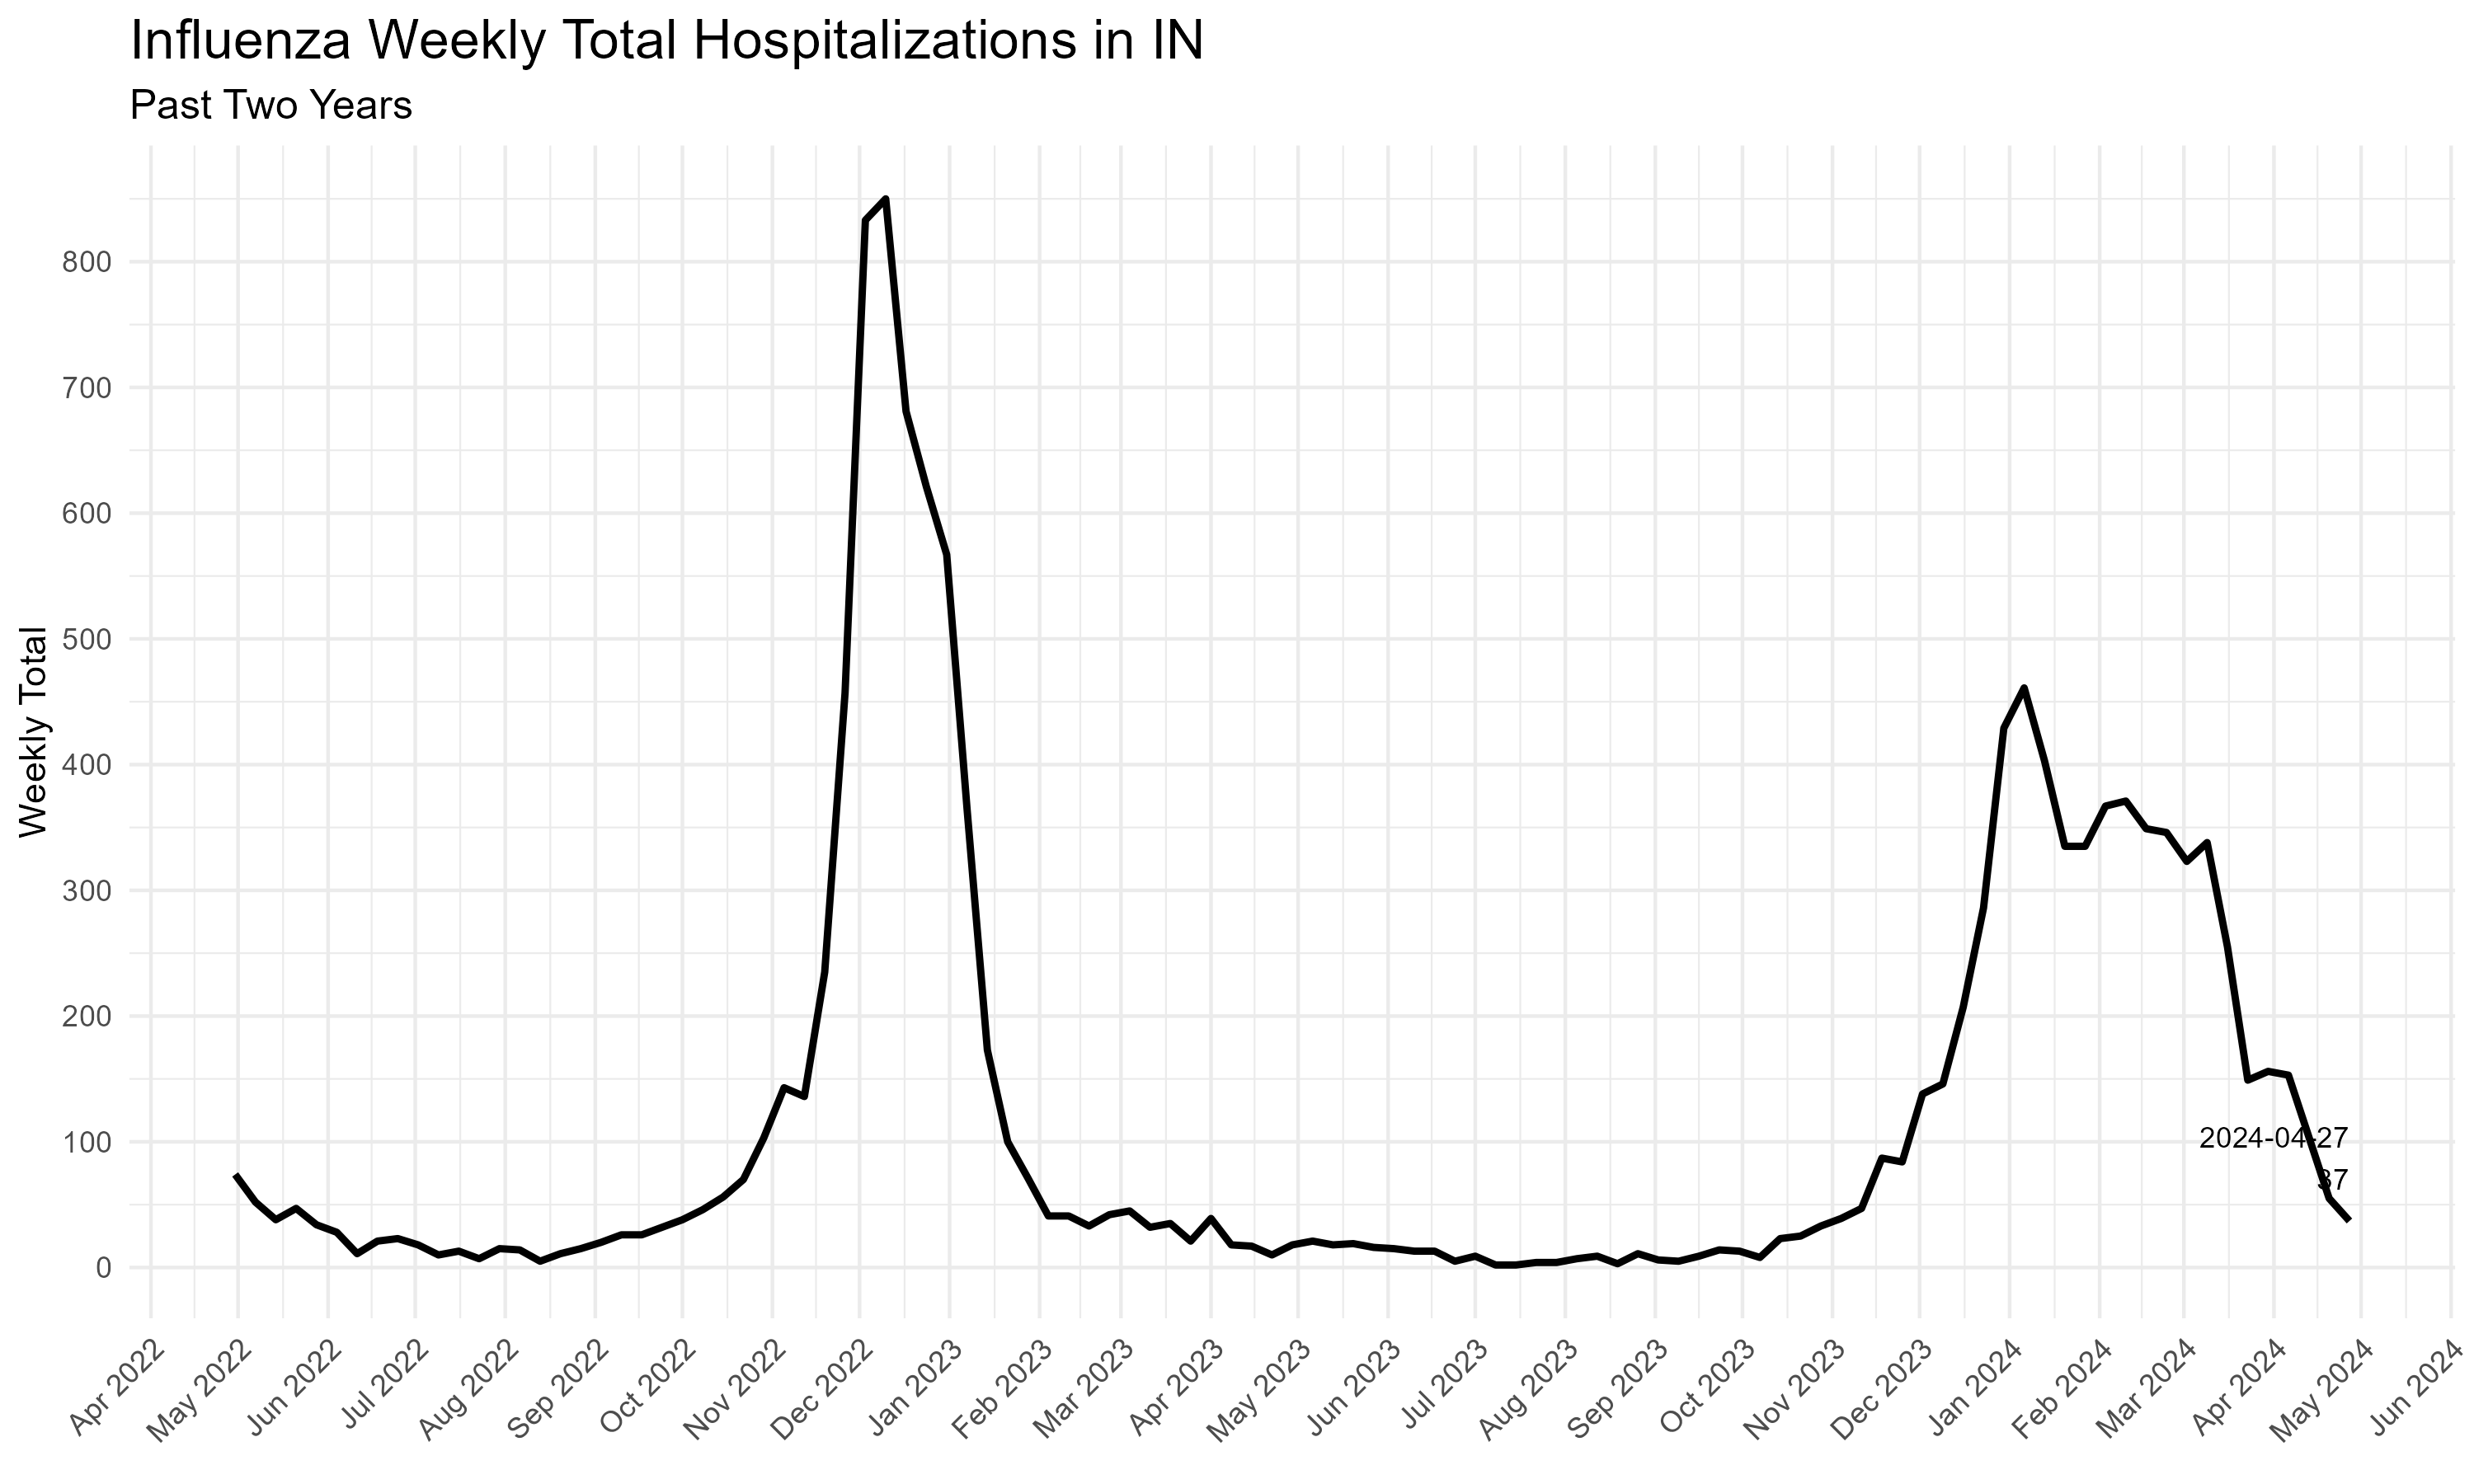 Influenza Weekly Total Hospitalizations in IN
Past Two Years
Weekly Total
800
700
600
500
400
300
200
100
0
2024-04-27
37
Apr 2022
May 2022
Jun 2022
Jul 2022
Aug 2022
Sep 2022
Oct 2022
Nov 2022
Dec 2022
Jan 2023
Feb 2023
Mar 2023
Apr 2023
May 2023
Jun 2023
Jul 2023
Aug 2023
Sep 2023
Oct 2023
Nov 2023
Dec 2023
Jan 2024
Feb 2024
Mar 2024
Apr 2024
May 2024
Jun 2024